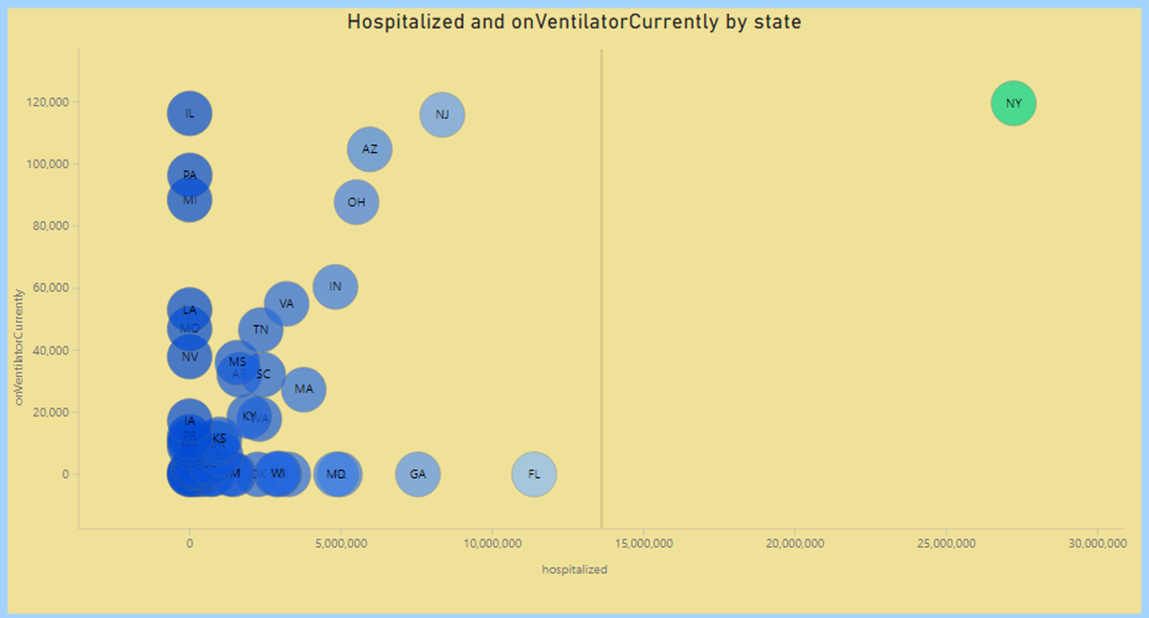 Hospitalized and onVentilatorCurrently by state
120,000
IL
NJ
NY
AZ
100,000
PA
MI
OH
80,000
onVentilatorCurrently
60,000
IN
VA
LA
MO
TN
40,000
NV
MS
SC
MA
20,000
IA
KY
PR
KS
0
WI
MD
GA
FL
0
5,000,000
10,000,000
15,000,000
20,000,000
25,000,000
30,000,000
hospitalized